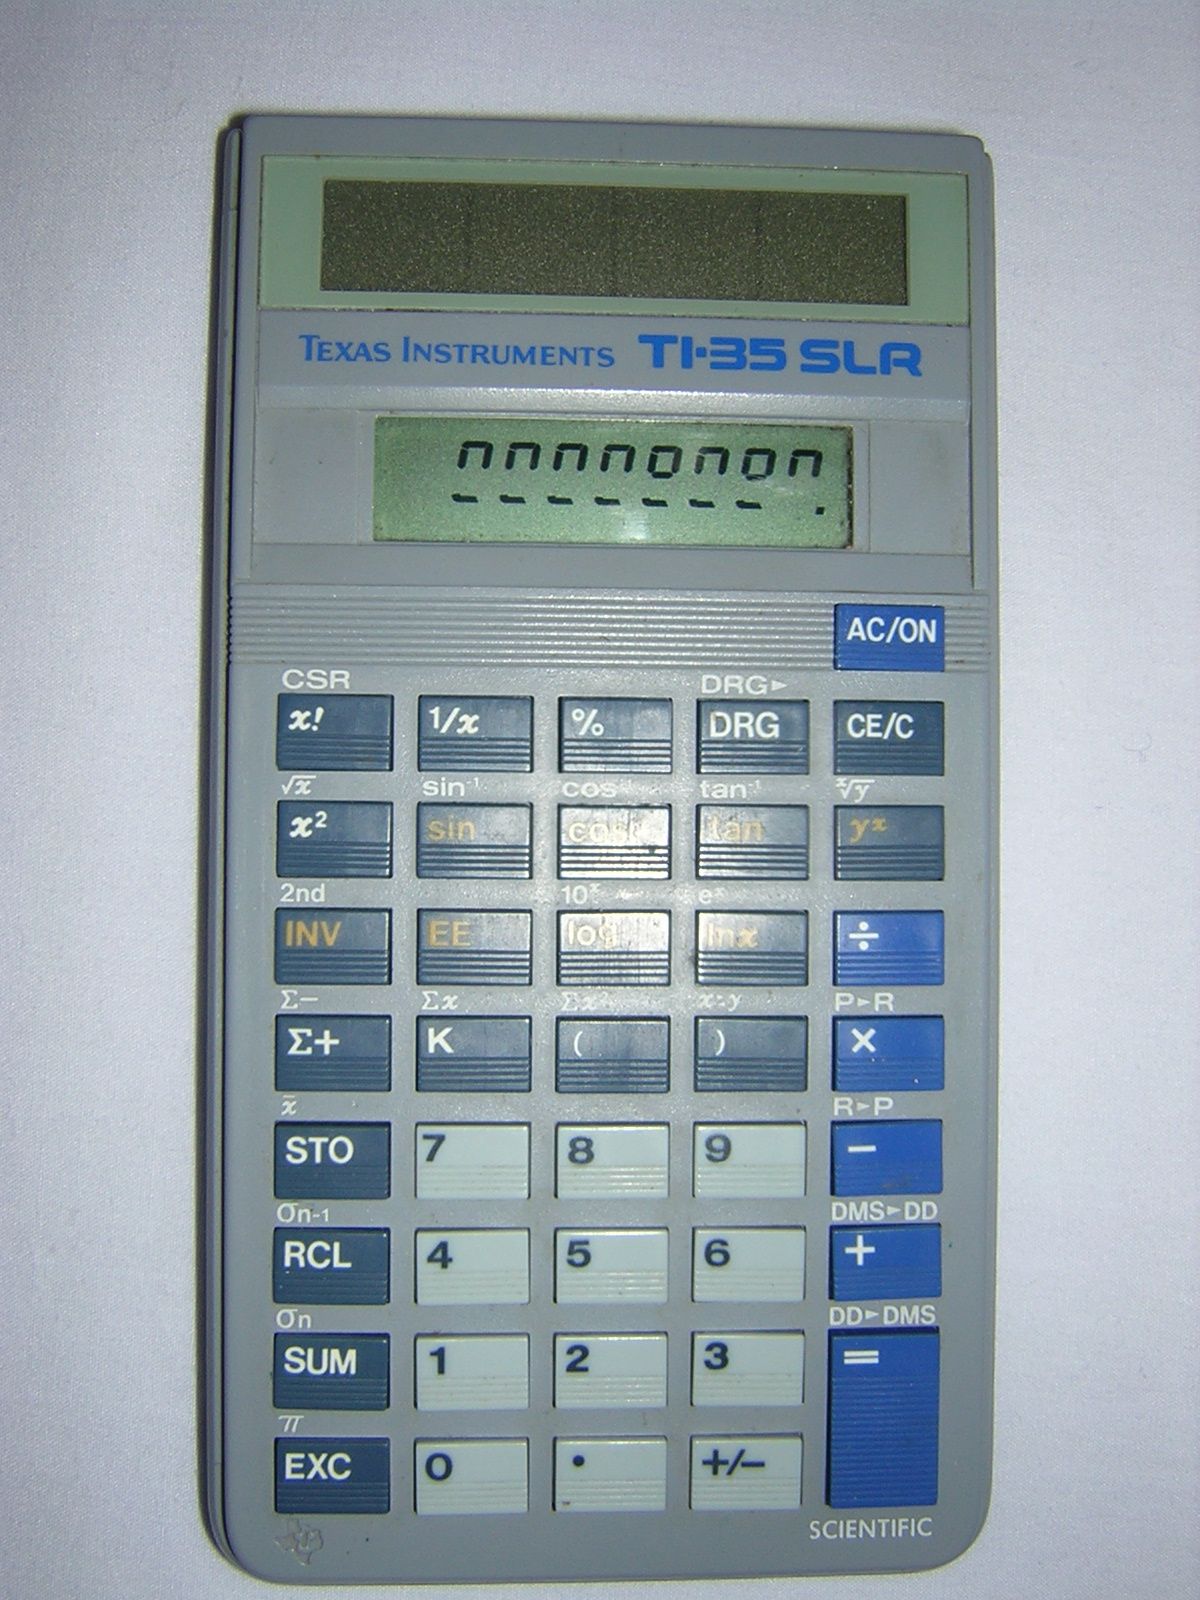 TEXAS INSTRUMENTS TI-35 SLR
AC/ON
CSR DRG►
x! 1/x % DRG CE/C
√x sin⁻¹ cos⁻¹ tan⁻¹ ˣ√y
x² sin cos tan yˣ
2nd 10ˣ eˣ
INV EE log lnx ÷
Σ− Σx Σx² x:y P►R
Σ+ K ( ) ×
x̄ R►P
STO 7 8 9 −
σn-1 DMS►DD
RCL 4 5 6 +
σn DD►DMS
SUM 1 2 3 =
π
EXC 0 • +/−
SCIENTIFIC